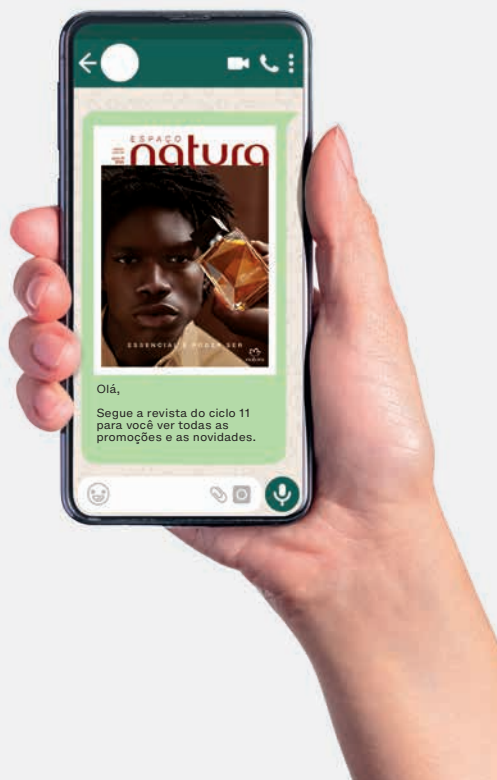 ESPAÇO
natura
ESSENCIAL É PODER SER
natura
Olá,
Segue a revista do ciclo 11
para você ver todas as
promoções e as novidades.